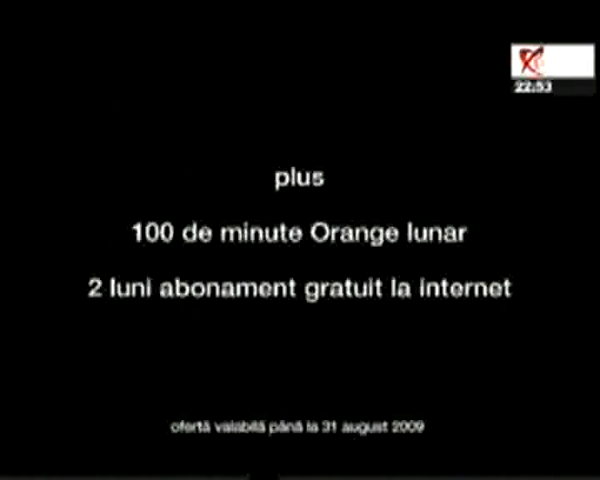 22:53
plus
100 de minute Orange lunar
2 luni abonament gratuit la internet
ofertă valabilă până la 31 august 2009